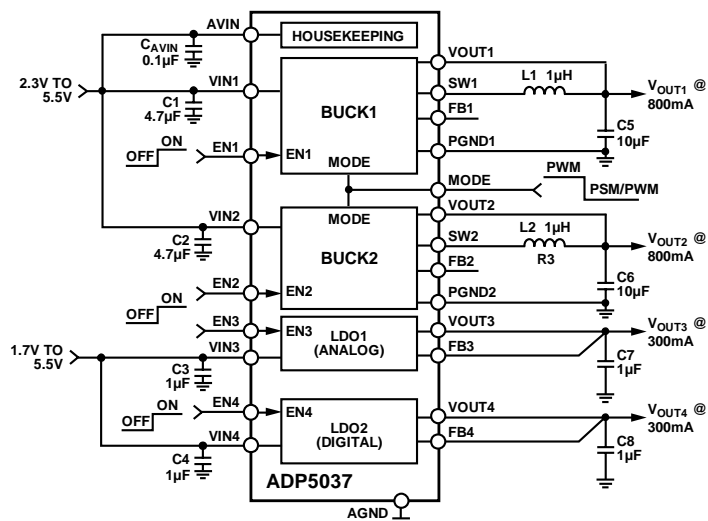 AVIN
HOUSEKEEPING
CAVIN
0.1µF
VOUT1
2.3V TO
5.5V
VIN1
C1
4.7µF
BUCK1
SW1
L1 1µH
VOUT1 @
800mA
FB1
C5
10µF
ON
OFF
EN1
EN1
PGND1
MODE
MODE
PWM
PSM/PWM
VIN2
C2
4.7µF
MODE
BUCK2
VOUT2
SW2
L2 1µH
R3
VOUT2 @
800mA
FB2
C6
10µF
ON
OFF
EN2
EN2
PGND2
EN3
EN3
LDO1
(ANALOG)
VOUT3
VOUT3 @
300mA
1.7V TO
5.5V
VIN3
FB3
C3
1µF
C7
1µF
ON
OFF
EN4
EN4
LDO2
(DIGITAL)
VOUT4
VOUT4 @
300mA
VIN4
FB4
C4
1µF
C8
1µF
ADP5037
AGND